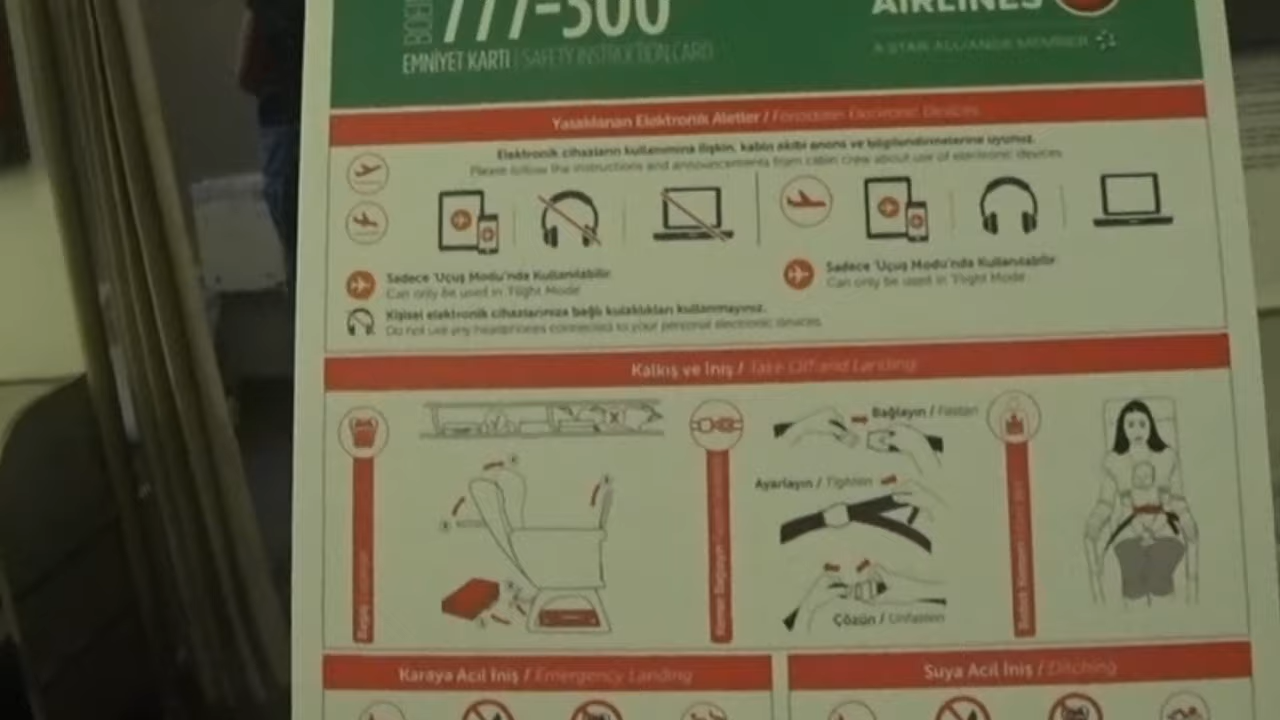 BOEI
777-300
AIRLINES
A STAR ALLIANCE MEMBER
EMNİYET KARTI | SAFETY INSTRUCTION CARD
Yasaklanan Elektronik Aletler / Forbidden Electronic Devices
Elektronik cihazların kullanımına ilişkin, kabin ekibi anons ve bilgilendirmelerine uyunuz.
Please follow the instructions and announcements from cabin crew about use of electronic devices
Sadece 'Uçuş Modu'nda Kullanılabilir
Can only be used in 'Flight Mode'
Sadece 'Uçuş Modu'nda Kullanılabilir
Can only be used in 'Flight Mode'
Kişisel elektronik cihazlarınıza bağlı kulaklıkları kullanmayınız.
Do not use any headphones connected to your personal electronic devices
Kalkış ve İniş / Take Off and Landing
Bağlayın / Fasten
Ayarlayın / Tighten
Çözün / Unfasten
Karaya Acil İniş / Emergency Landing
Suya Acil İniş / Ditching